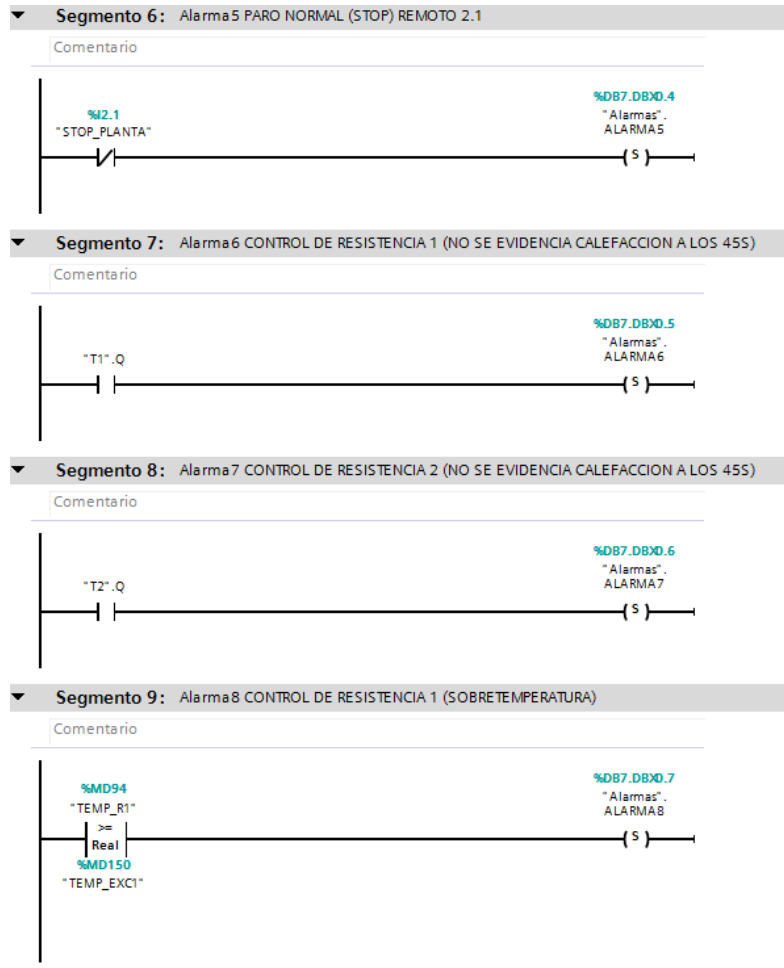 Segmento 6: Alarma5 PARO NORMAL (STOP) REMOTO 2.1
Comentario
%DB7.DBX0.4
%I2.1
"Alarmas".
"STOP_PLANTA"
ALARMA5
S
Segmento 7: Alarma6 CONTROL DE RESISTENCIA 1 (NO SE EVIDENCIA CALEFACCION A LOS 45S)
Comentario
%DB7.DBX0.5
"Alarmas".
"T1".Q
ALARMA6
S
Segmento 8: Alarma7 CONTROL DE RESISTENCIA 2 (NO SE EVIDENCIA CALEFACCION A LOS 45S)
Comentario
%DB7.DBX0.6
"Alarmas".
"T2".Q
ALARMA7
S
Segmento 9: Alarma8 CONTROL DE RESISTENCIA 1 (SOBRETEMPERATURA)
Comentario
%DB7.DBX0.7
%MD94
"Alarmas".
"TEMP_R1"
ALARMA8
>=
S
Real
%MD150
"TEMP_EXC1"